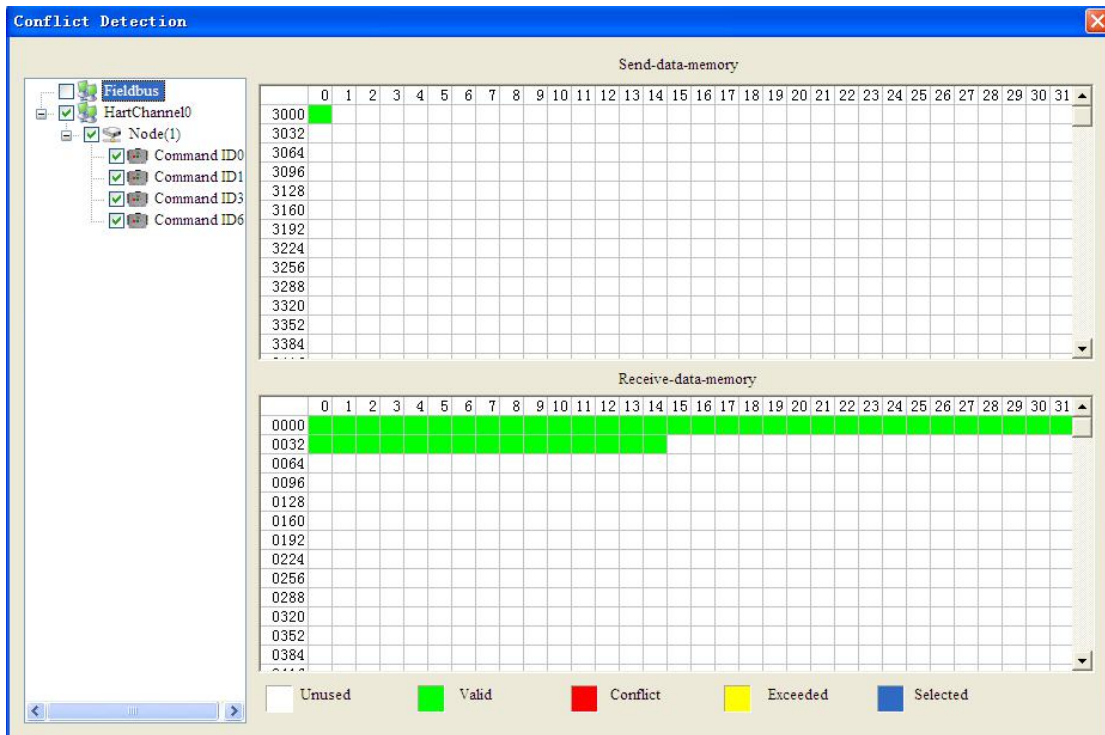 Conflict Detection
Fieldbus
HartChannel0
Node(1)
Command ID0
Command ID1
Command ID3
Command ID6
Send-data-memory
0 1 2 3 4 5 6 7 8 9 10 11 12 13 14 15 16 17 18 19 20 21 22 23 24 25 26 27 28 29 30 31
3000
3032
3064
3096
3128
3160
3192
3224
3256
3288
3320
3352
3384
Receive-data-memory
0 1 2 3 4 5 6 7 8 9 10 11 12 13 14 15 16 17 18 19 20 21 22 23 24 25 26 27 28 29 30 31
0000
0032
0064
0096
0128
0160
0192
0224
0256
0288
0320
0352
0384
Unused Valid Conflict Exceeded Selected